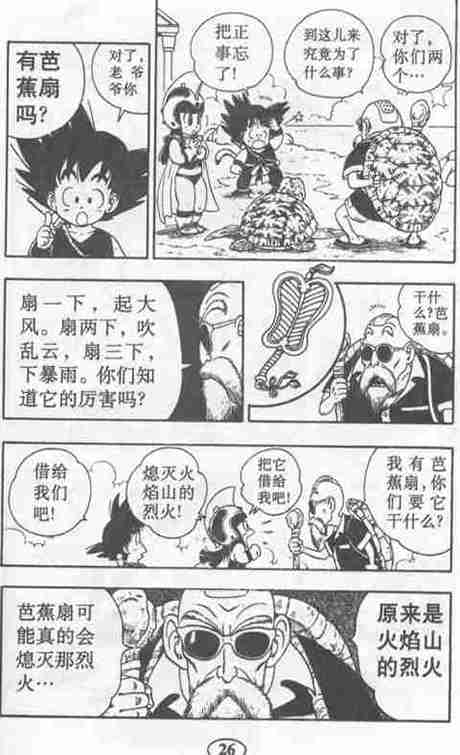 对了，
你们两
个…
到这儿来
究竟为了
什么事？
把正
事忘
了！
对了，
老爷
爷你
有芭
蕉扇
吗？
干什
么？芭
蕉扇。
扇一下，起大
风。扇两下，吹
乱云，扇三下，
下暴雨。你们知
道它的厉害吗？
我有芭
蕉扇，你
们要它
干什么？
把它
借给
我吧！
熄灭火
焰山的
烈火！
借给
我们
吧！
原来是
火焰山
的烈火
芭蕉扇可
能真的会
熄灭那烈
火…
26